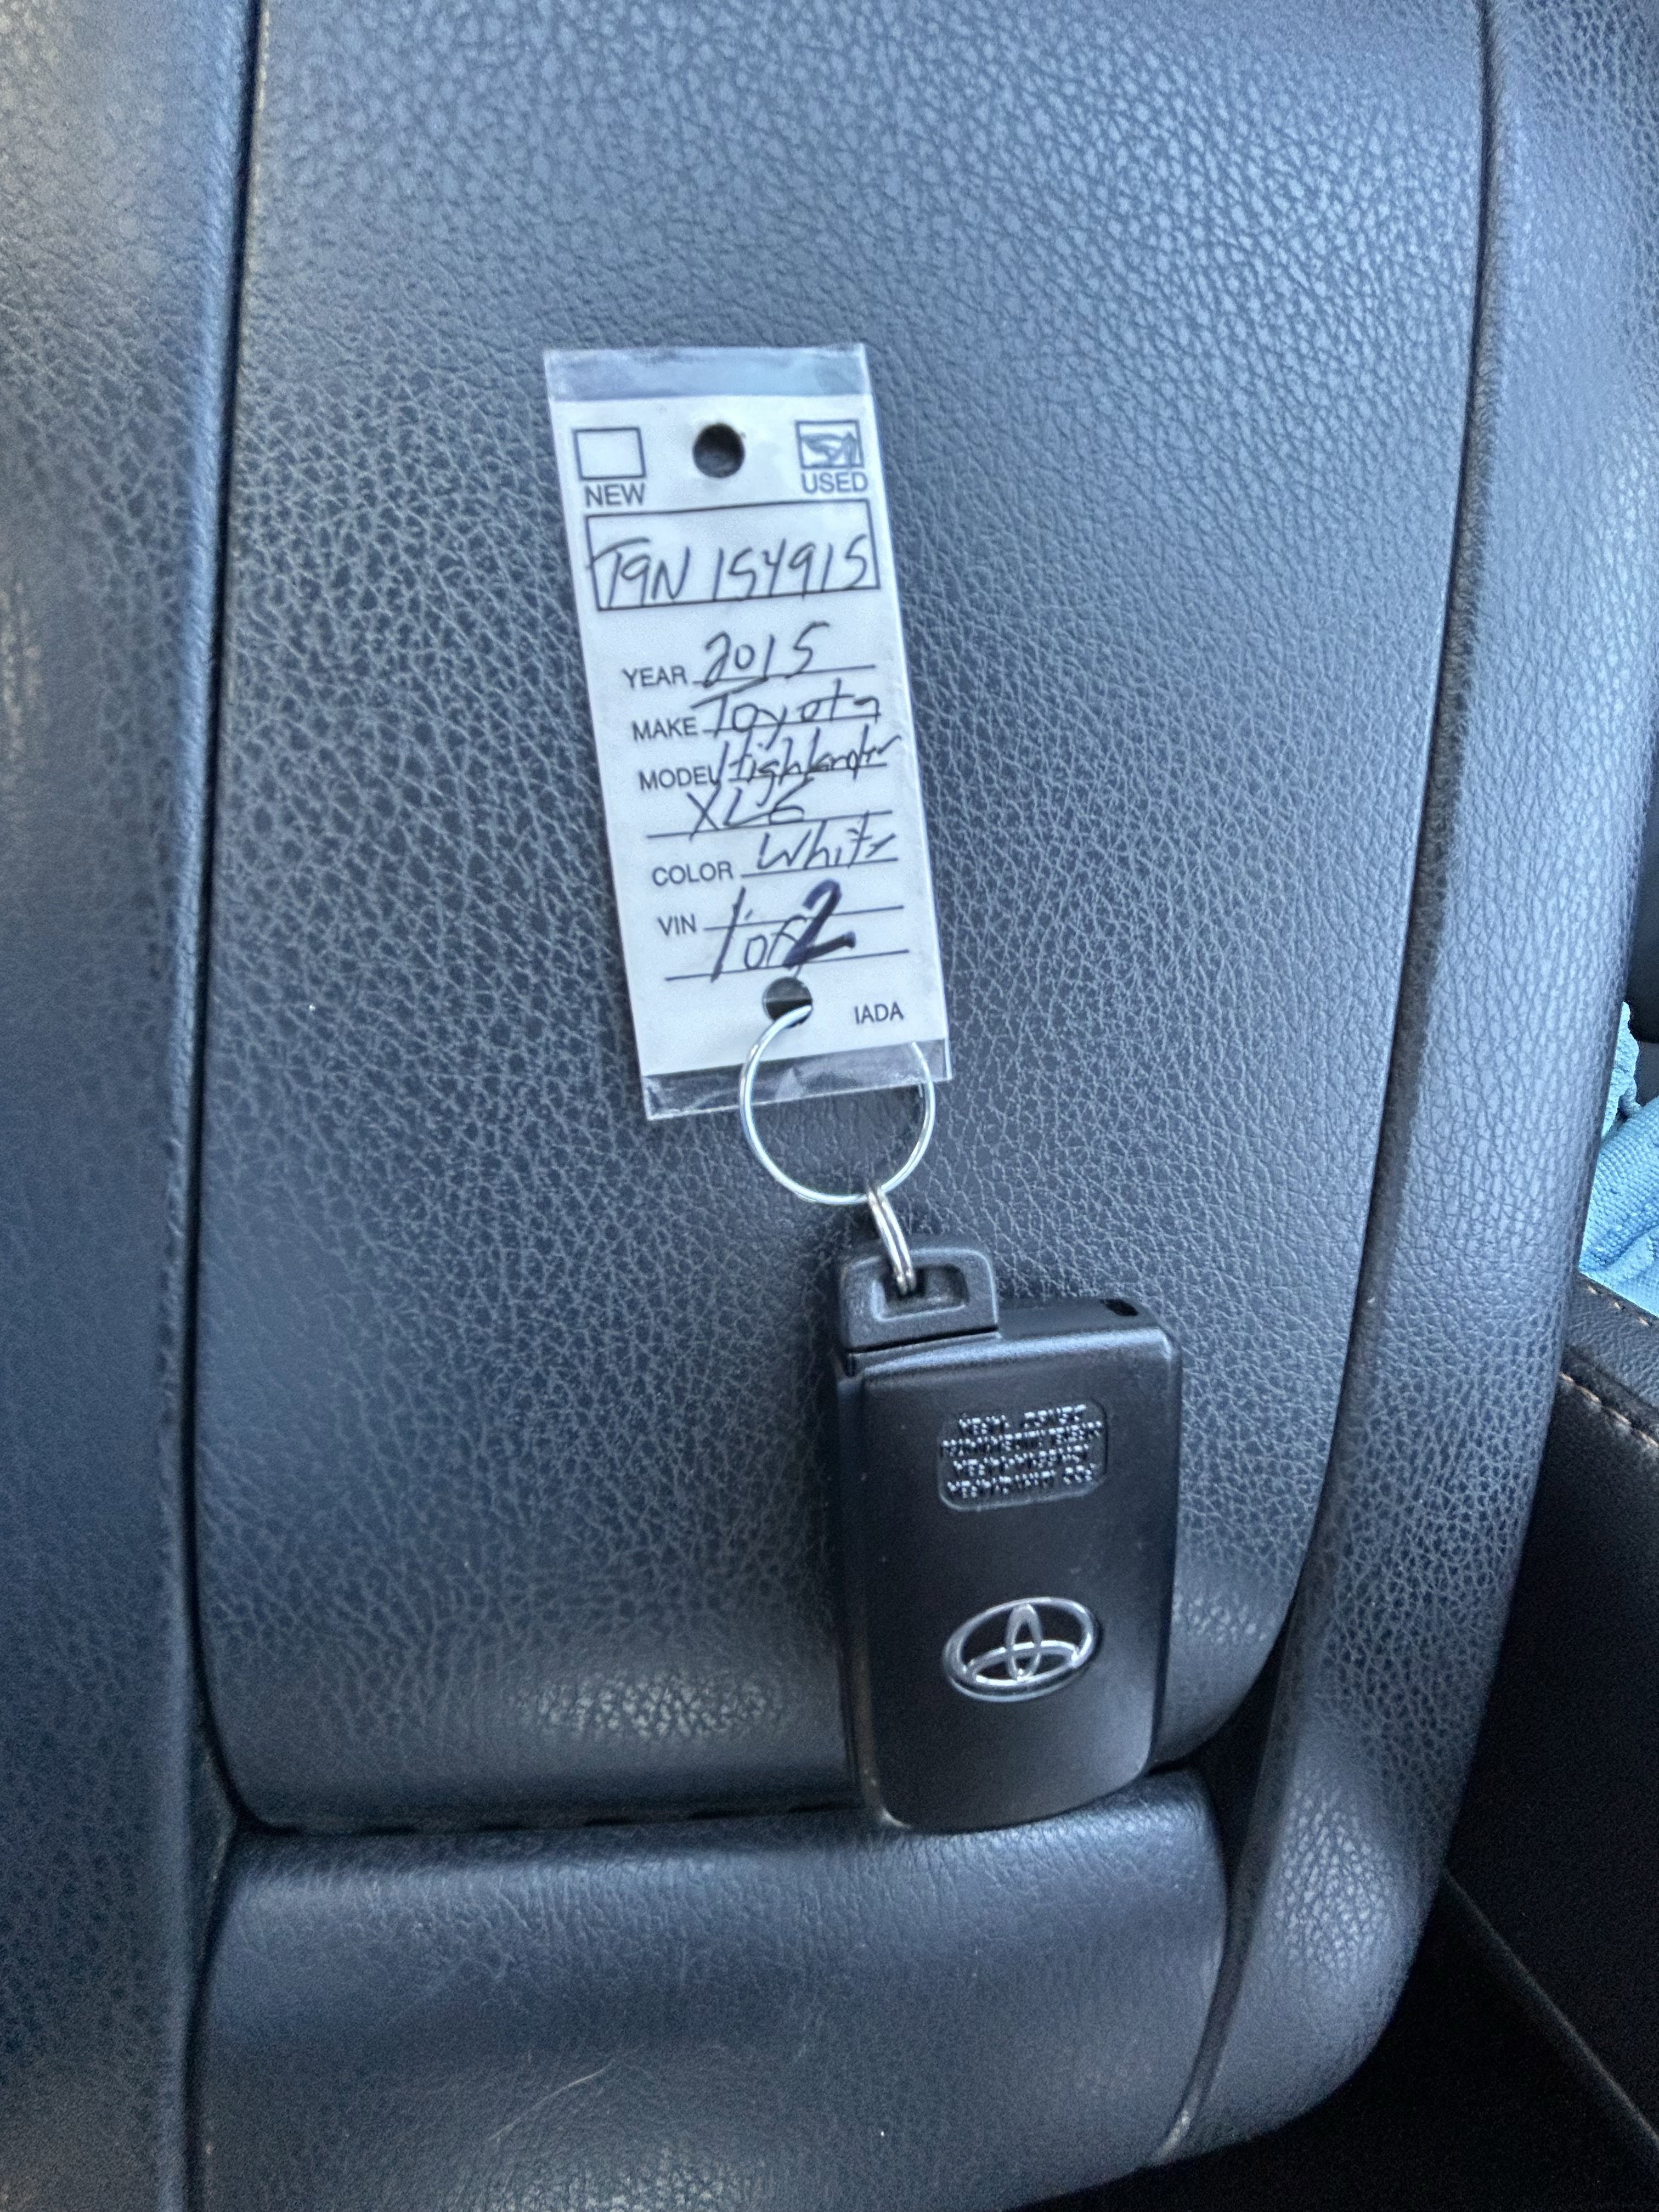 NEW USED
T9N 154915
YEAR 2015
MAKE Toyota
MODEL Highlander
XLE
COLOR White
VIN 1 of 2
IADA